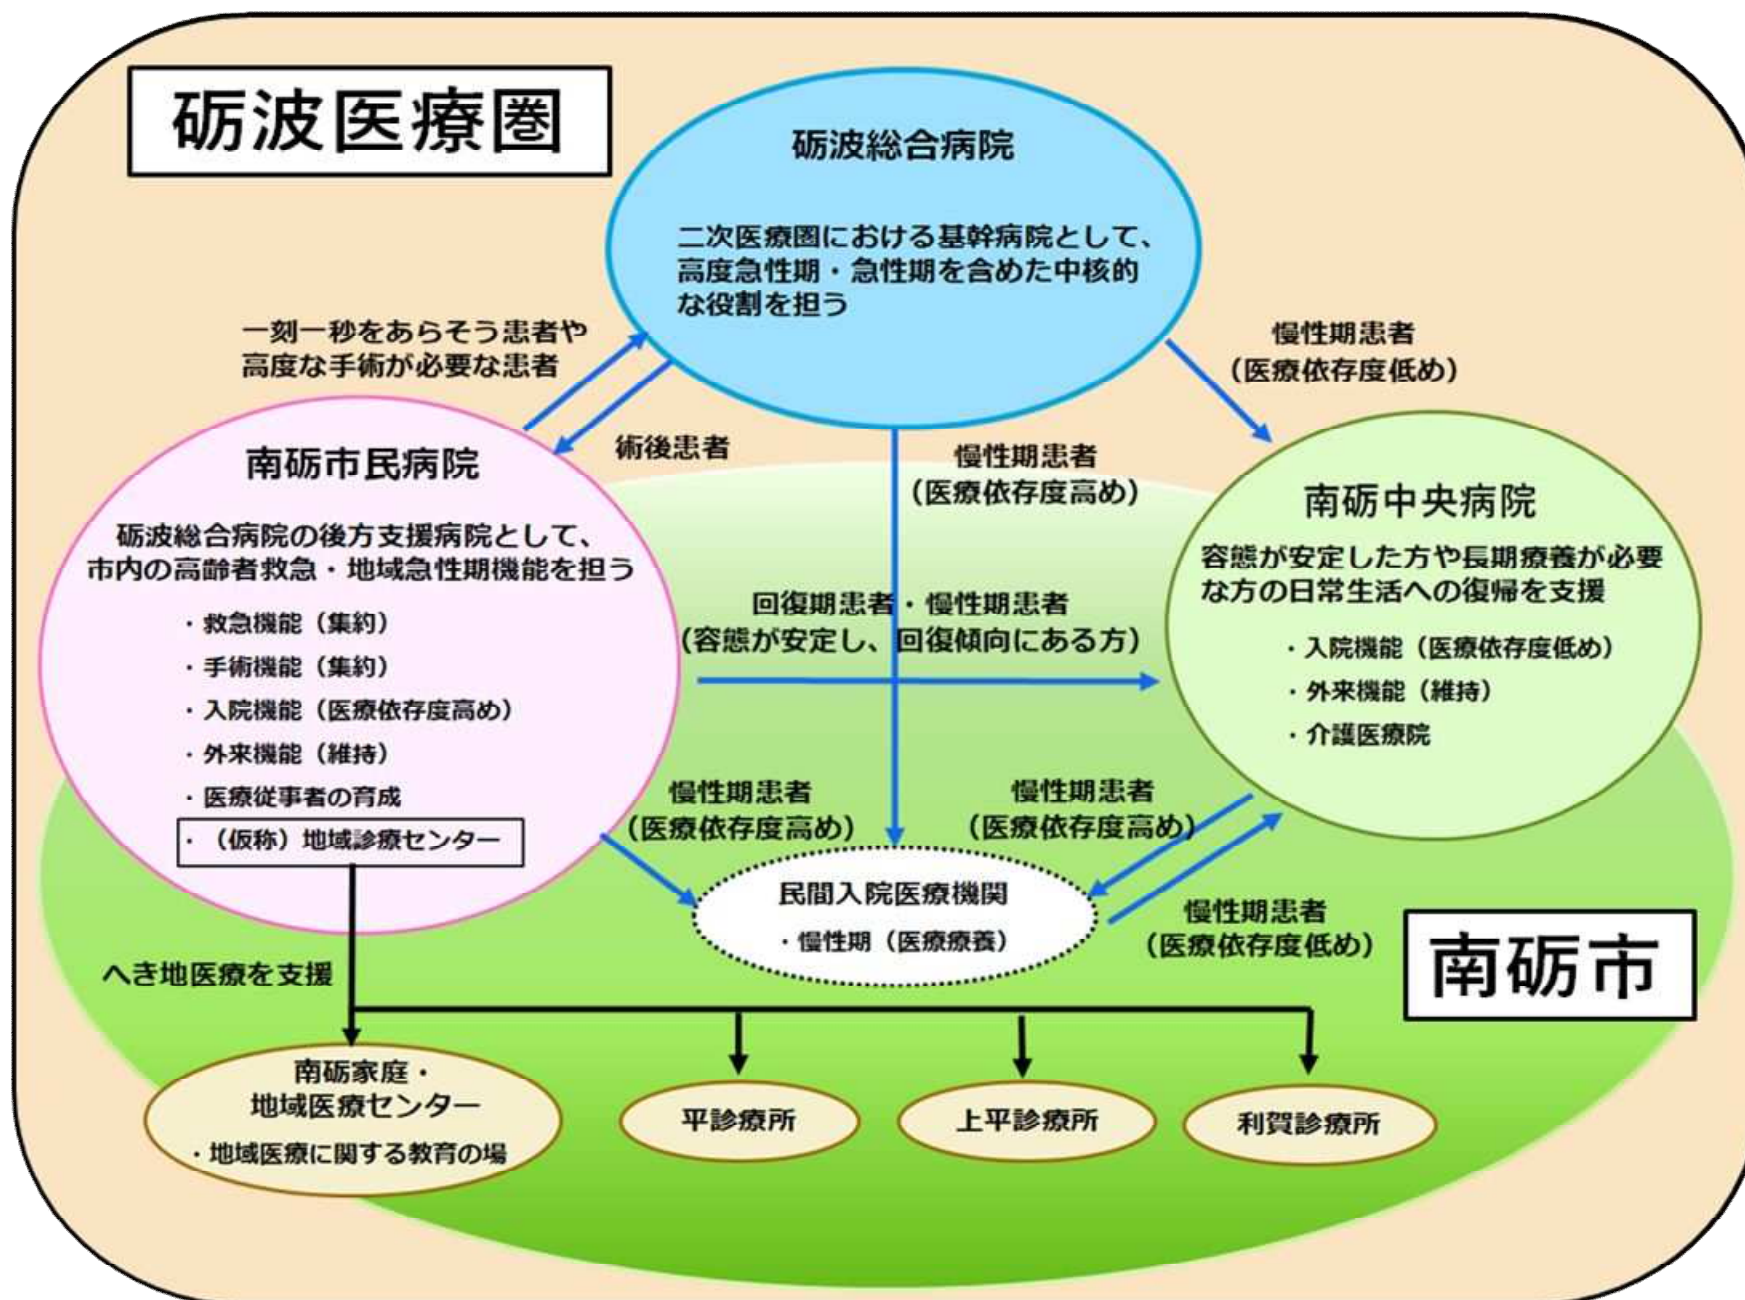 砺波医療圏
砺波総合病院
二次医療圏における基幹病院として、
高度急性期・急性期を含めた中核的
な役割を担う
一刻一秒をあらそう患者や
高度な手術が必要な患者
術後患者
慢性期患者
(医療依存度低め)
慢性期患者
(医療依存度高め)
南砺市民病院
砺波総合病院の後方支援病院として、
市内の高齢者救急・地域急性期機能を担う
・救急機能（集約）
・手術機能（集約）
・入院機能（医療依存度高め）
・外来機能（維持）
・医療従事者の育成
・（仮称）地域診療センター
回復期患者・慢性期患者
(容態が安定し、回復傾向にある方)
南砺中央病院
容態が安定した方や長期療養が必要
な方の日常生活への復帰を支援
・入院機能（医療依存度低め）
・外来機能（維持）
・介護医療院
慢性期患者
(医療依存度高め)
慢性期患者
(医療依存度高め)
民間入院医療機関
・慢性期（医療療養）
慢性期患者
(医療依存度低め)
南砺市
へき地医療を支援
南砺家庭・
地域医療センター
・地域医療に関する教育の場
平診療所
上平診療所
利賀診療所